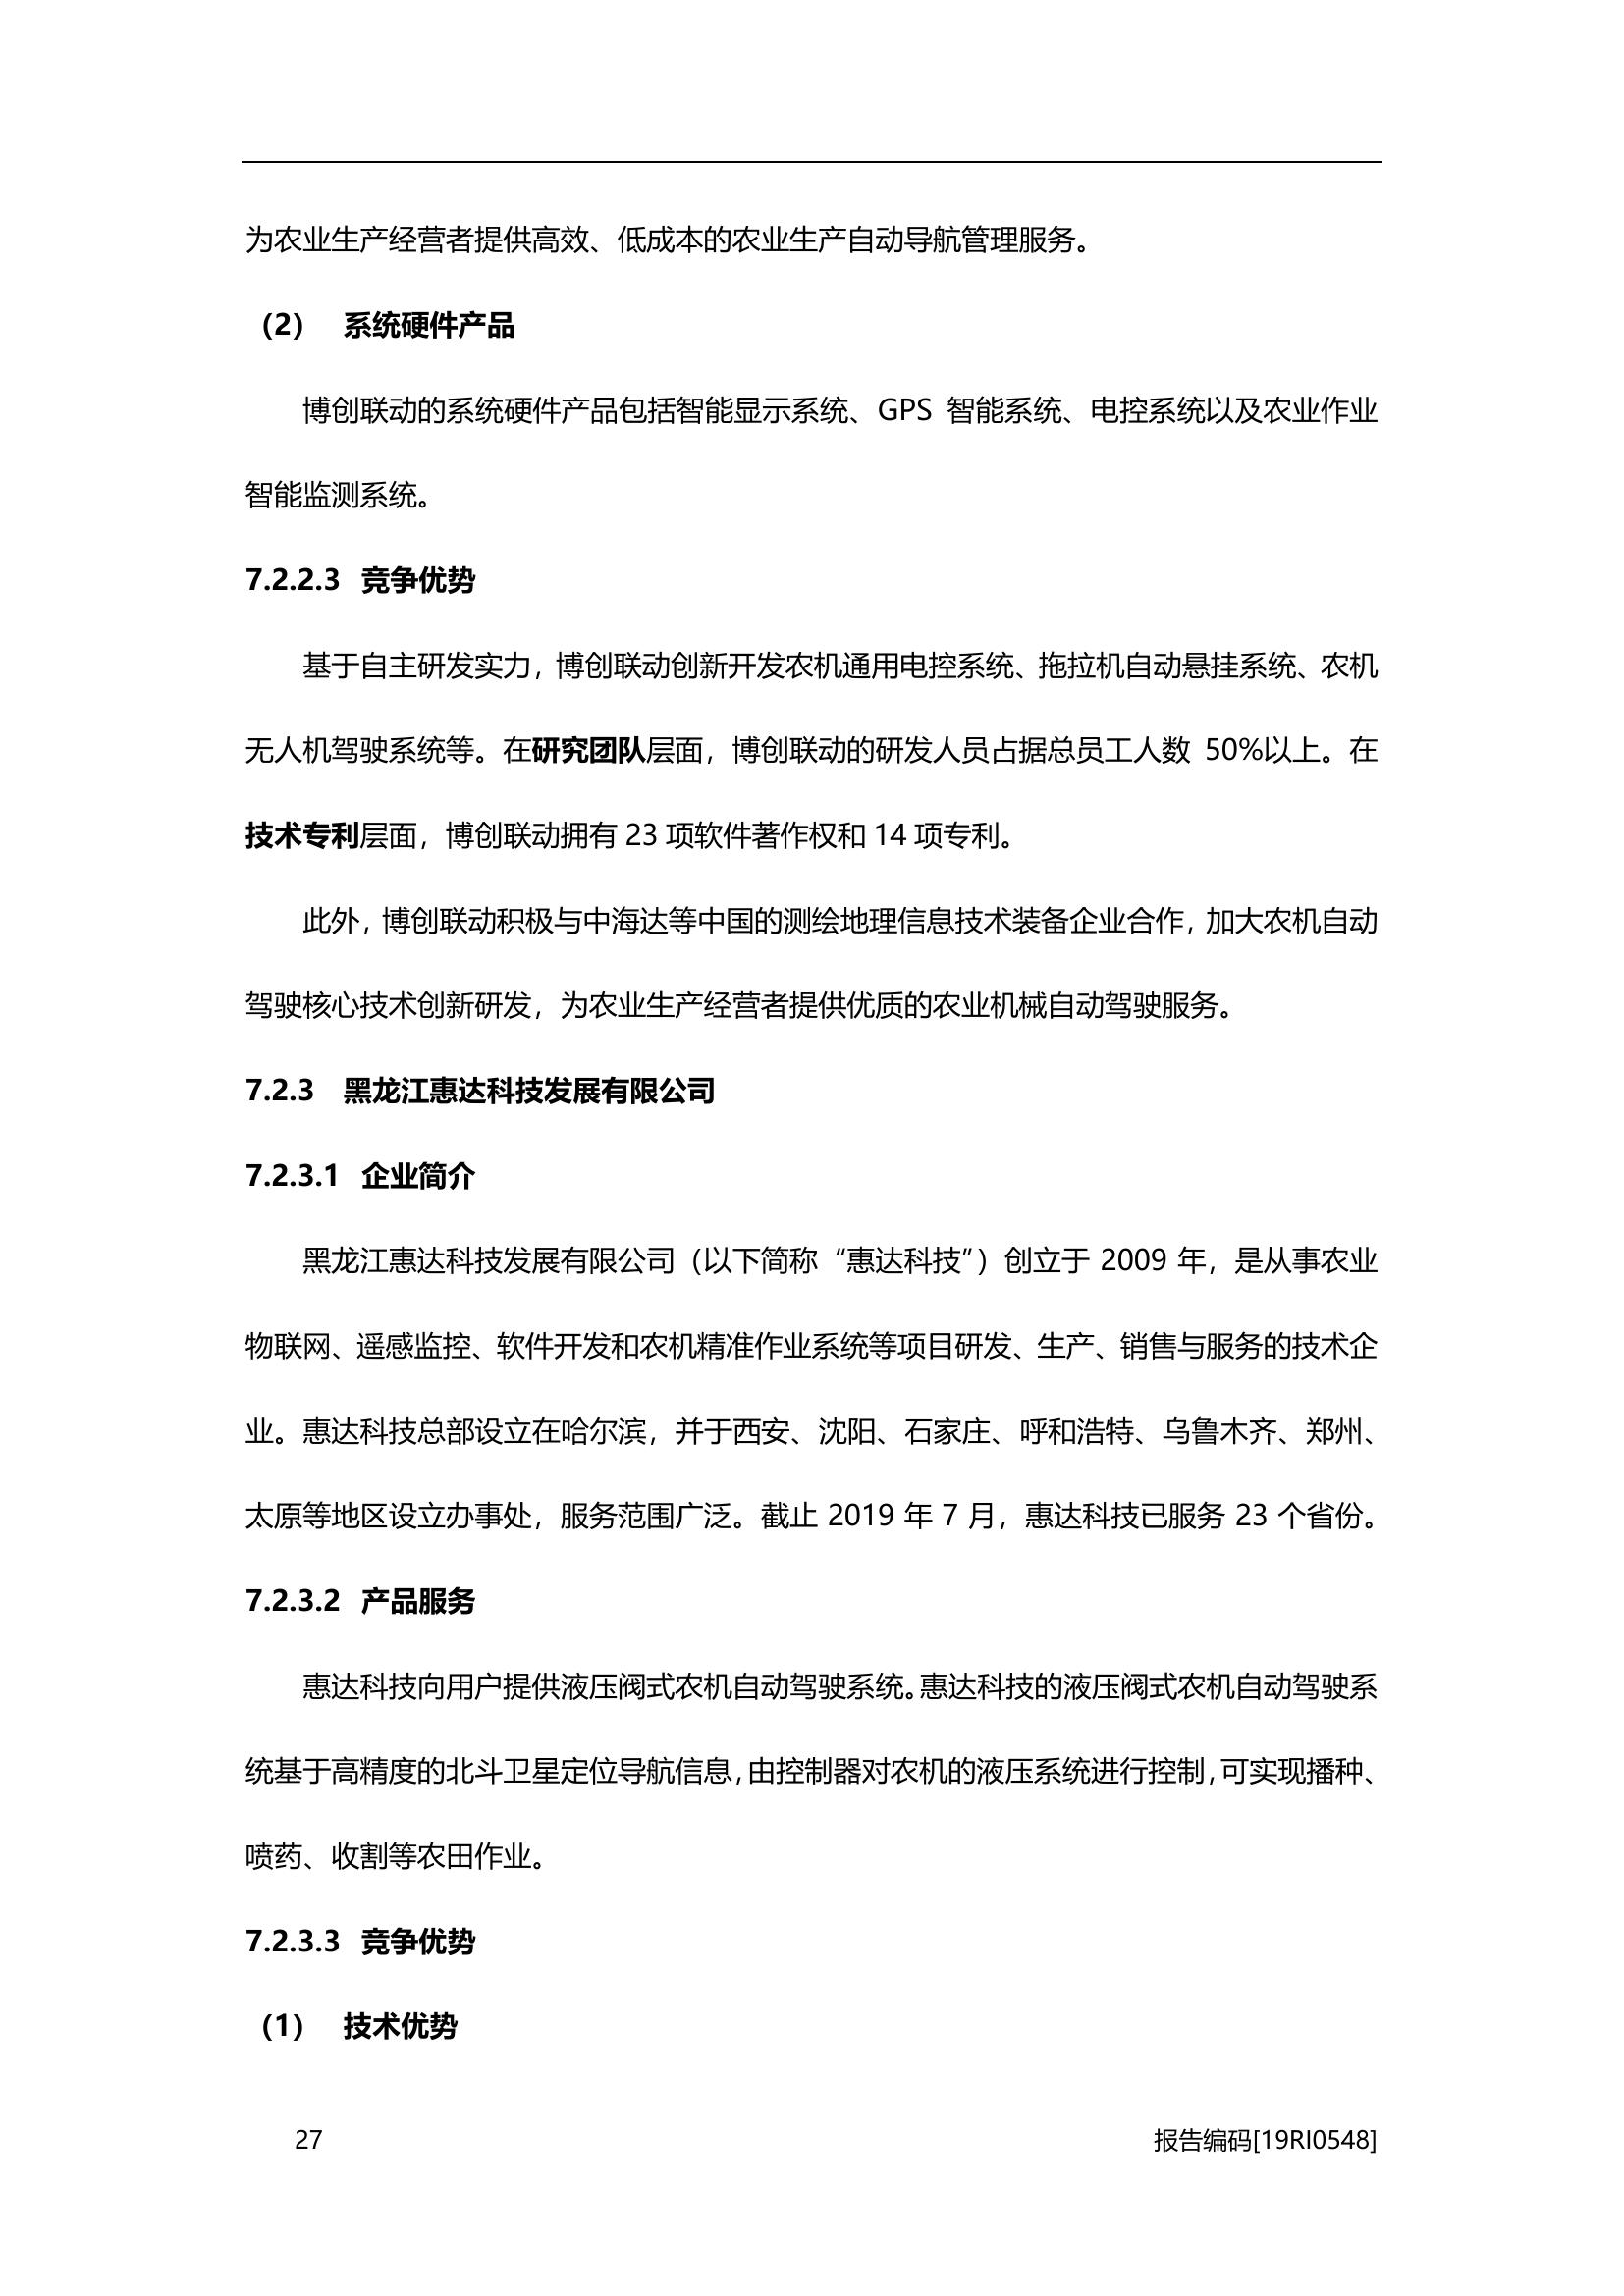 为农业生产经营者提供高效、低成本的农业生产自动导航管理服务。
（2） 系统硬件产品
博创联动的系统硬件产品包括智能显示系统、GPS 智能系统、电控系统以及农业作业
智能监测系统。
7.2.2.3 竞争优势
基于自主研发实力，博创联动创新开发农机通用电控系统、拖拉机自动悬挂系统、农机
无人机驾驶系统等。在研究团队层面，博创联动的研发人员占据总员工人数 50%以上。在
技术专利层面，博创联动拥有 23 项软件著作权和 14 项专利。
此外，博创联动积极与中海达等中国的测绘地理信息技术装备企业合作，加大农机自动
驾驶核心技术创新研发，为农业生产经营者提供优质的农业机械自动驾驶服务。
7.2.3 黑龙江惠达科技发展有限公司
7.2.3.1 企业简介
黑龙江惠达科技发展有限公司（以下简称“惠达科技”）创立于 2009 年，是从事农业
物联网、遥感监控、软件开发和农机精准作业系统等项目研发、生产、销售与服务的技术企
业。惠达科技总部设立在哈尔滨，并于西安、沈阳、石家庄、呼和浩特、乌鲁木齐、郑州、
太原等地区设立办事处，服务范围广泛。截止 2019 年 7 月，惠达科技已服务 23 个省份。
7.2.3.2 产品服务
惠达科技向用户提供液压阀式农机自动驾驶系统。惠达科技的液压阀式农机自动驾驶系
统基于高精度的北斗卫星定位导航信息，由控制器对农机的液压系统进行控制，可实现播种、
喷药、收割等农田作业。
7.2.3.3 竞争优势
（1） 技术优势
27 报告编码[19RI0548]